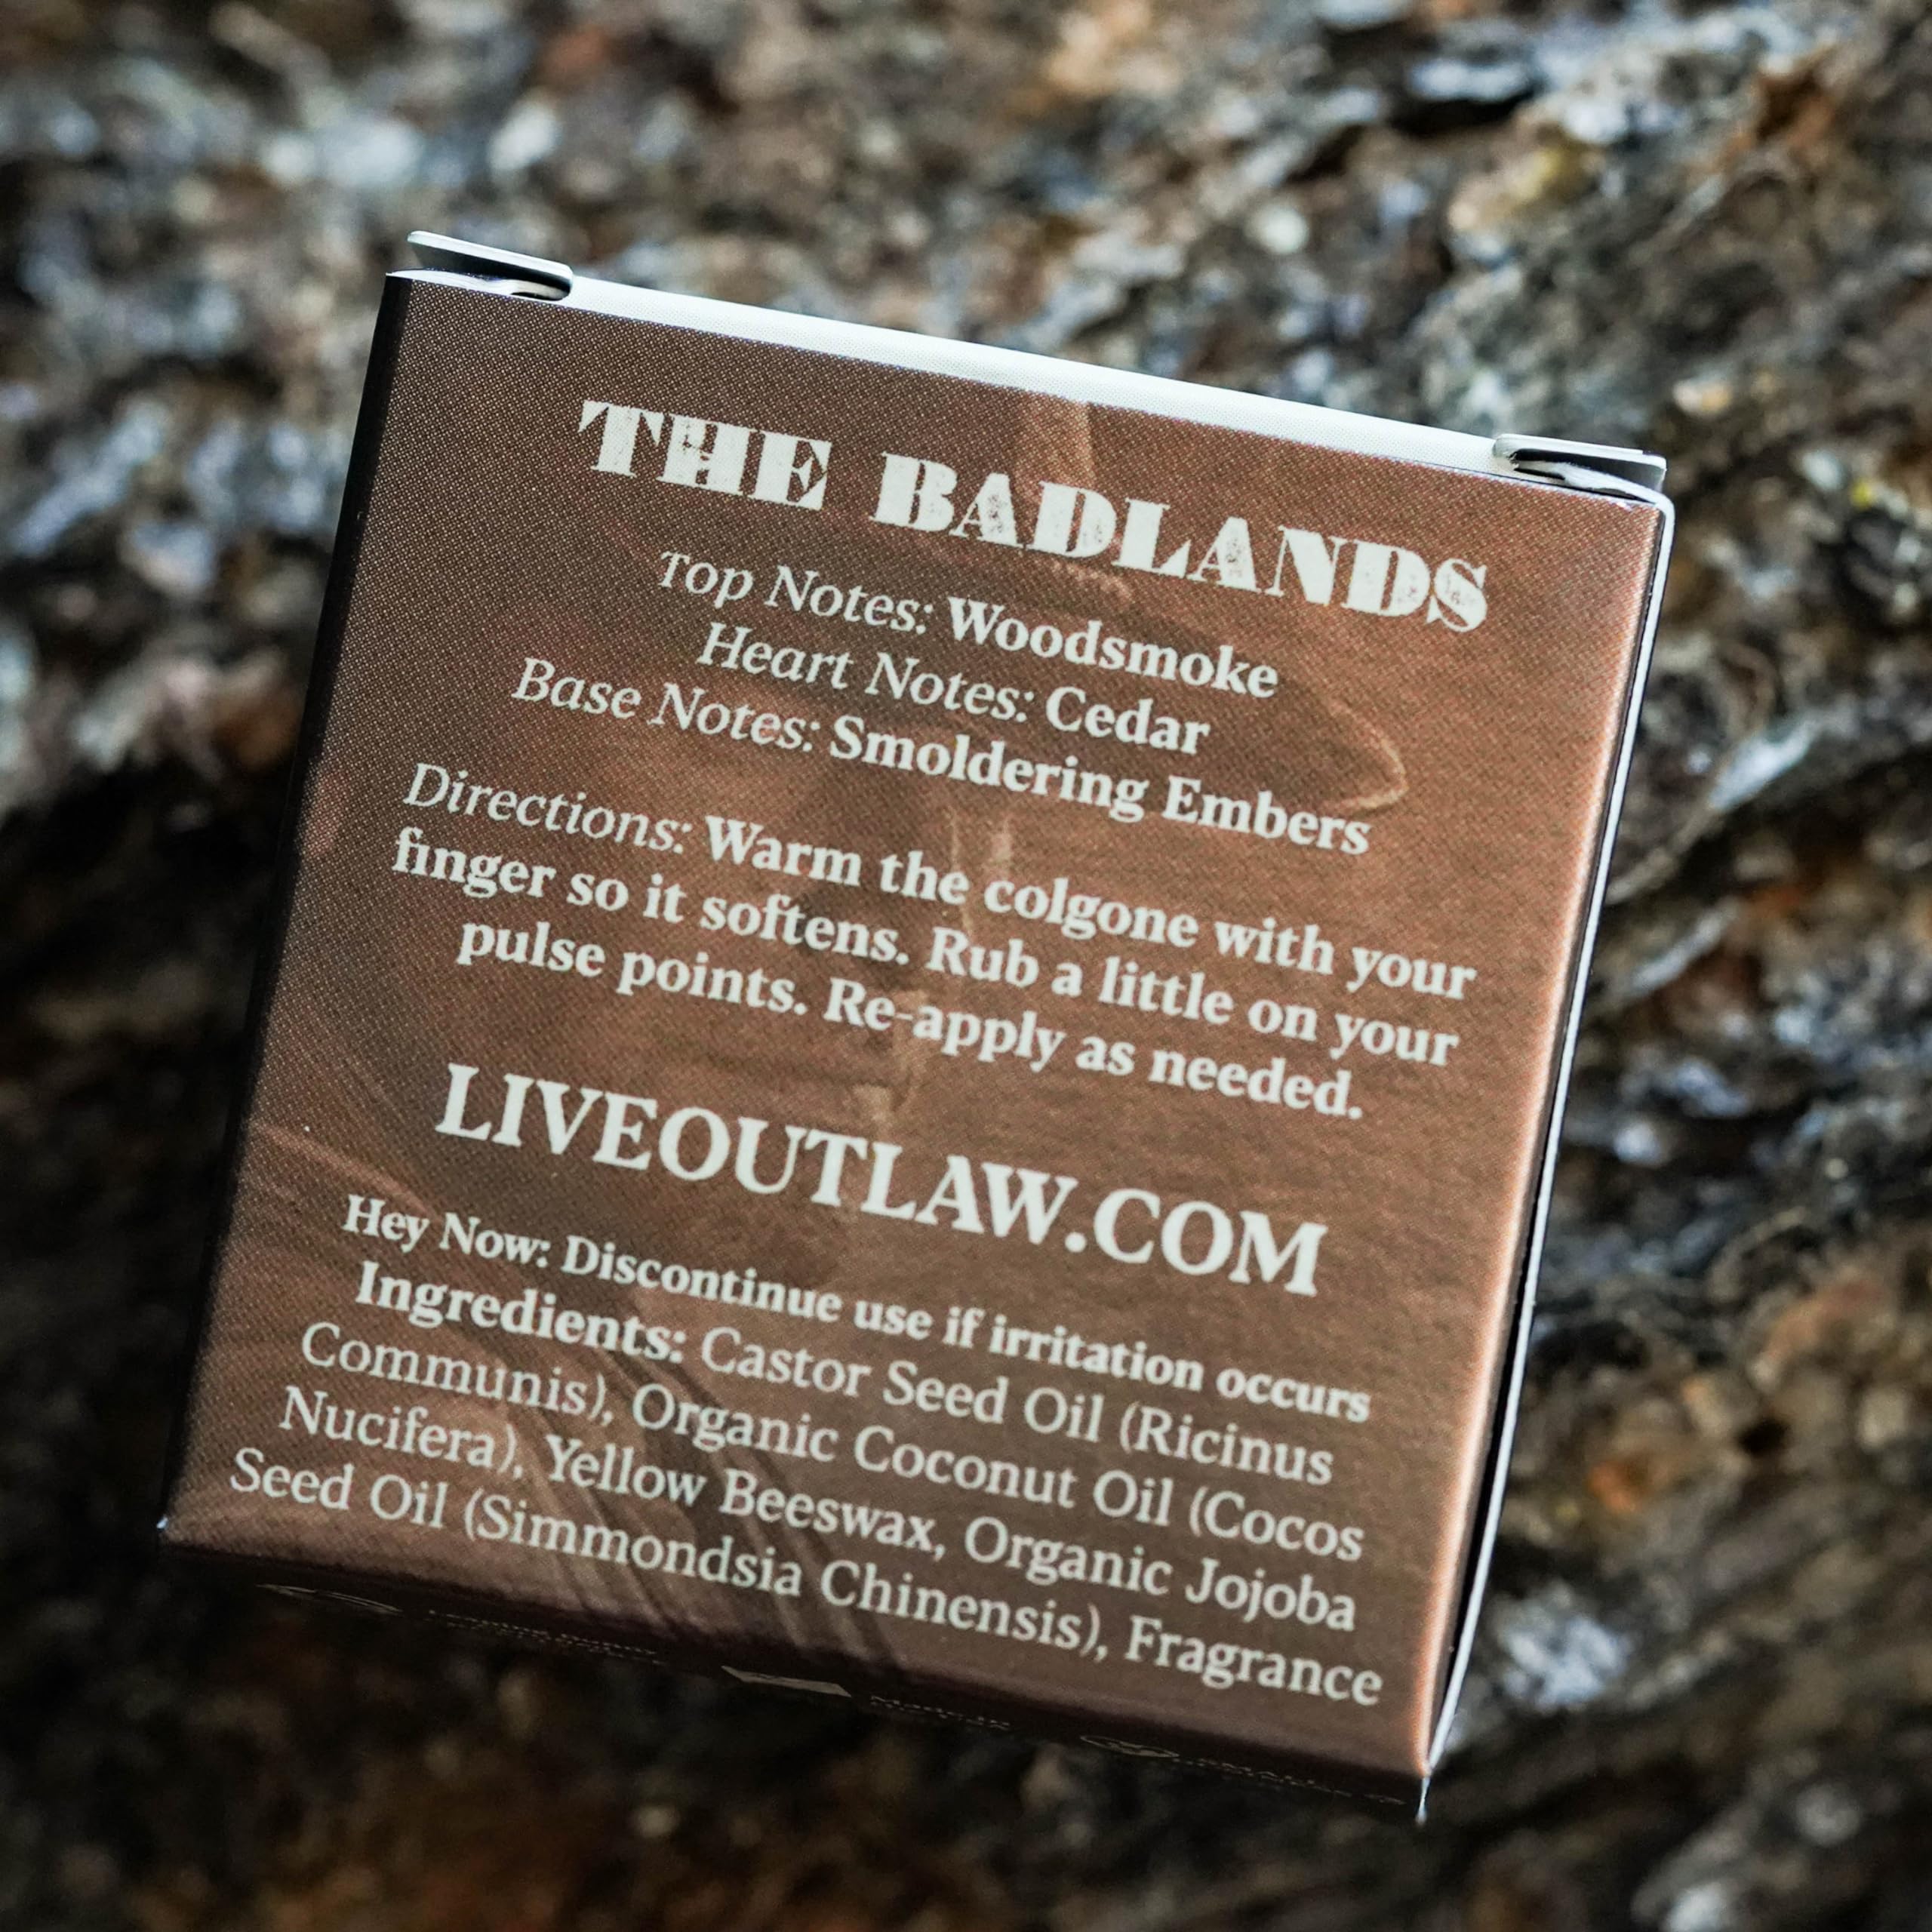 THE BADLANDS
Top Notes: Woodsmoke
Heart Notes: Cedar
Base Notes: Smoldering Embers
Directions: Warm the colgone with your
finger so it softens. Rub a little on your
pulse points. Re-apply as needed.
LIVEOUTLAW.COM
Hey Now: Discontinue use if irritation occurs
Ingredients: Castor Seed Oil (Ricinus
Communis), Organic Coconut Oil (Cocos
Nucifera), Yellow Beeswax, Organic Jojoba
Seed Oil (Simmondsia Chinensis), Fragrance